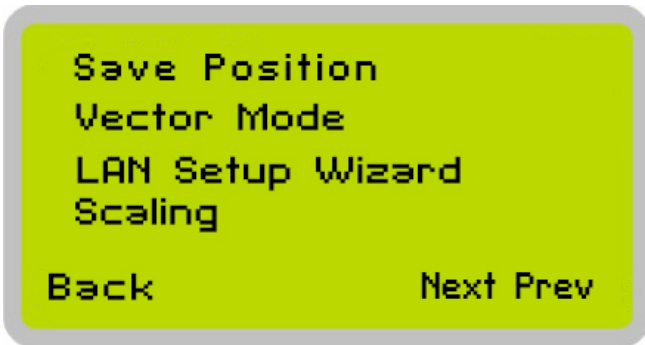 Save Position
Vector Mode
LAN Setup Wizard
Scaling
Back Next Prev